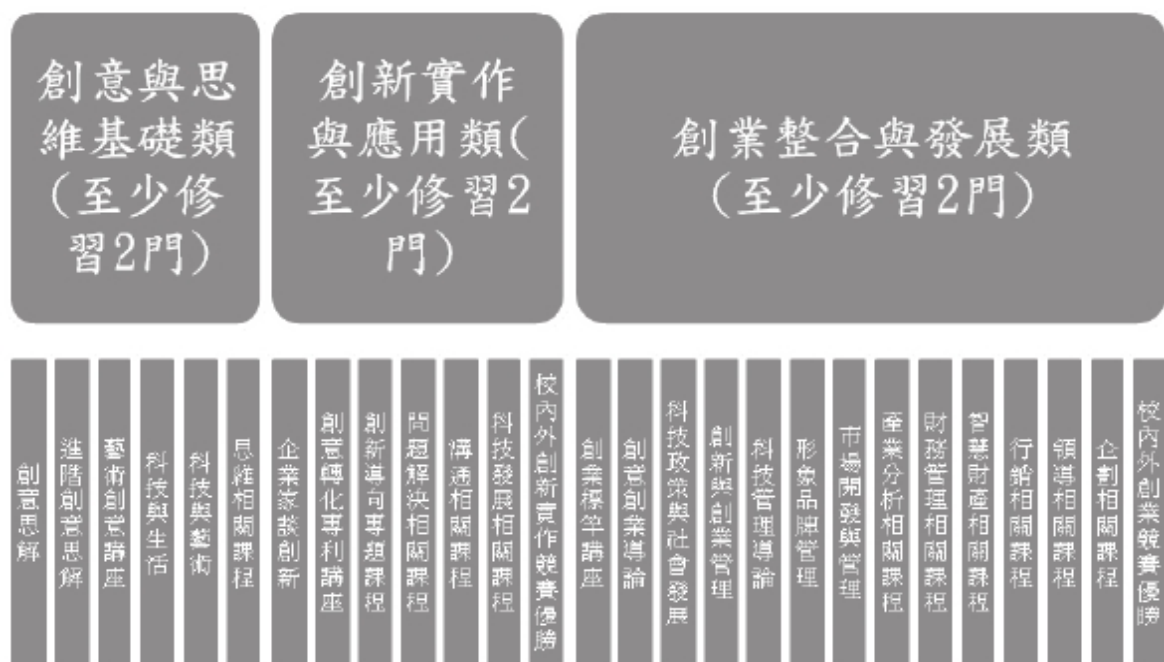 創意與思
維基礎類
(至少修
習2門)
創新實作
與應用類(
至少修習2
門)
創業整合與發展類
(至少修習2門)
創意思解
進階創意思解
藝術創意講座
科技與生活
科技與藝術
思維相關課程
企業家談創新
創意轉化專利講座
創新導向專題課程
問題解決相關課程
溝通相關課程
科技發展相關課程
校內外創新實作競賽優勝
創業標竿講座
創意創業導論
科技政策與社會發展
創新與創業管理
科技管理導論
形象品牌管理
市場開發與管理
產業分析相關課程
財務管理相關課程
智慧財產相關課程
行銷相關課程
領導相關課程
企劃相關課程
校內外創業競賽優勝